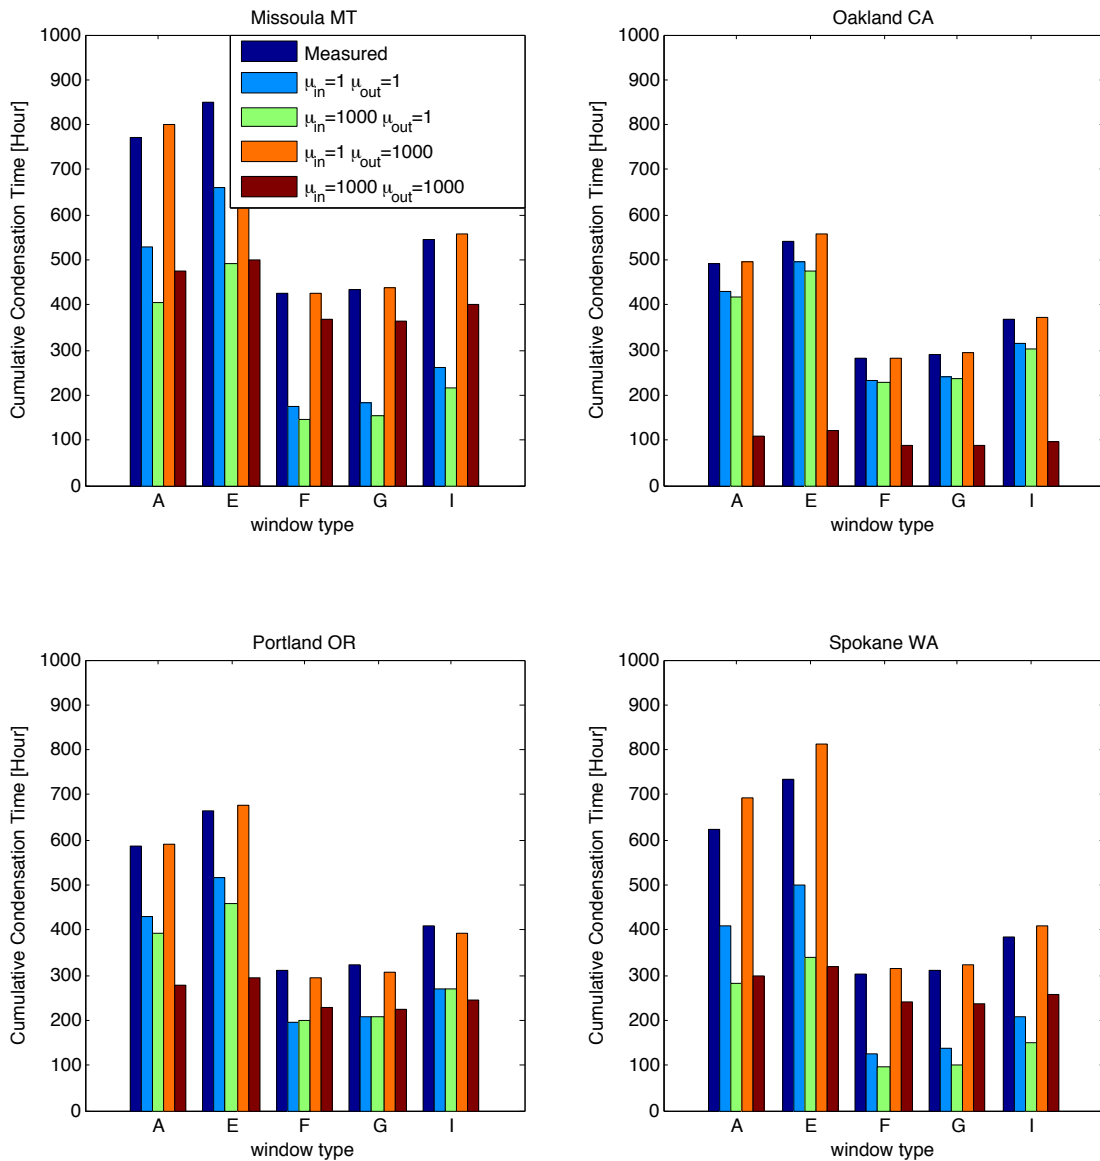 Missoula MT
1000
900
800
700
600
500
400
300
200
100
0
Cumulative Condensation Time [Hour]
Measured
μin=1 μout=1
μin=1000 μout=1
μin=1 μout=1000
μin=1000 μout=1000
A E F G I
window type
Oakland CA
1000
900
800
700
600
500
400
300
200
100
0
Cumulative Condensation Time [Hour]
A E F G I
window type
Portland OR
1000
900
800
700
600
500
400
300
200
100
0
Cumulative Condensation Time [Hour]
A E F G I
window type
Spokane WA
1000
900
800
700
600
500
400
300
200
100
0
Cumulative Condensation Time [Hour]
A E F G I
window type